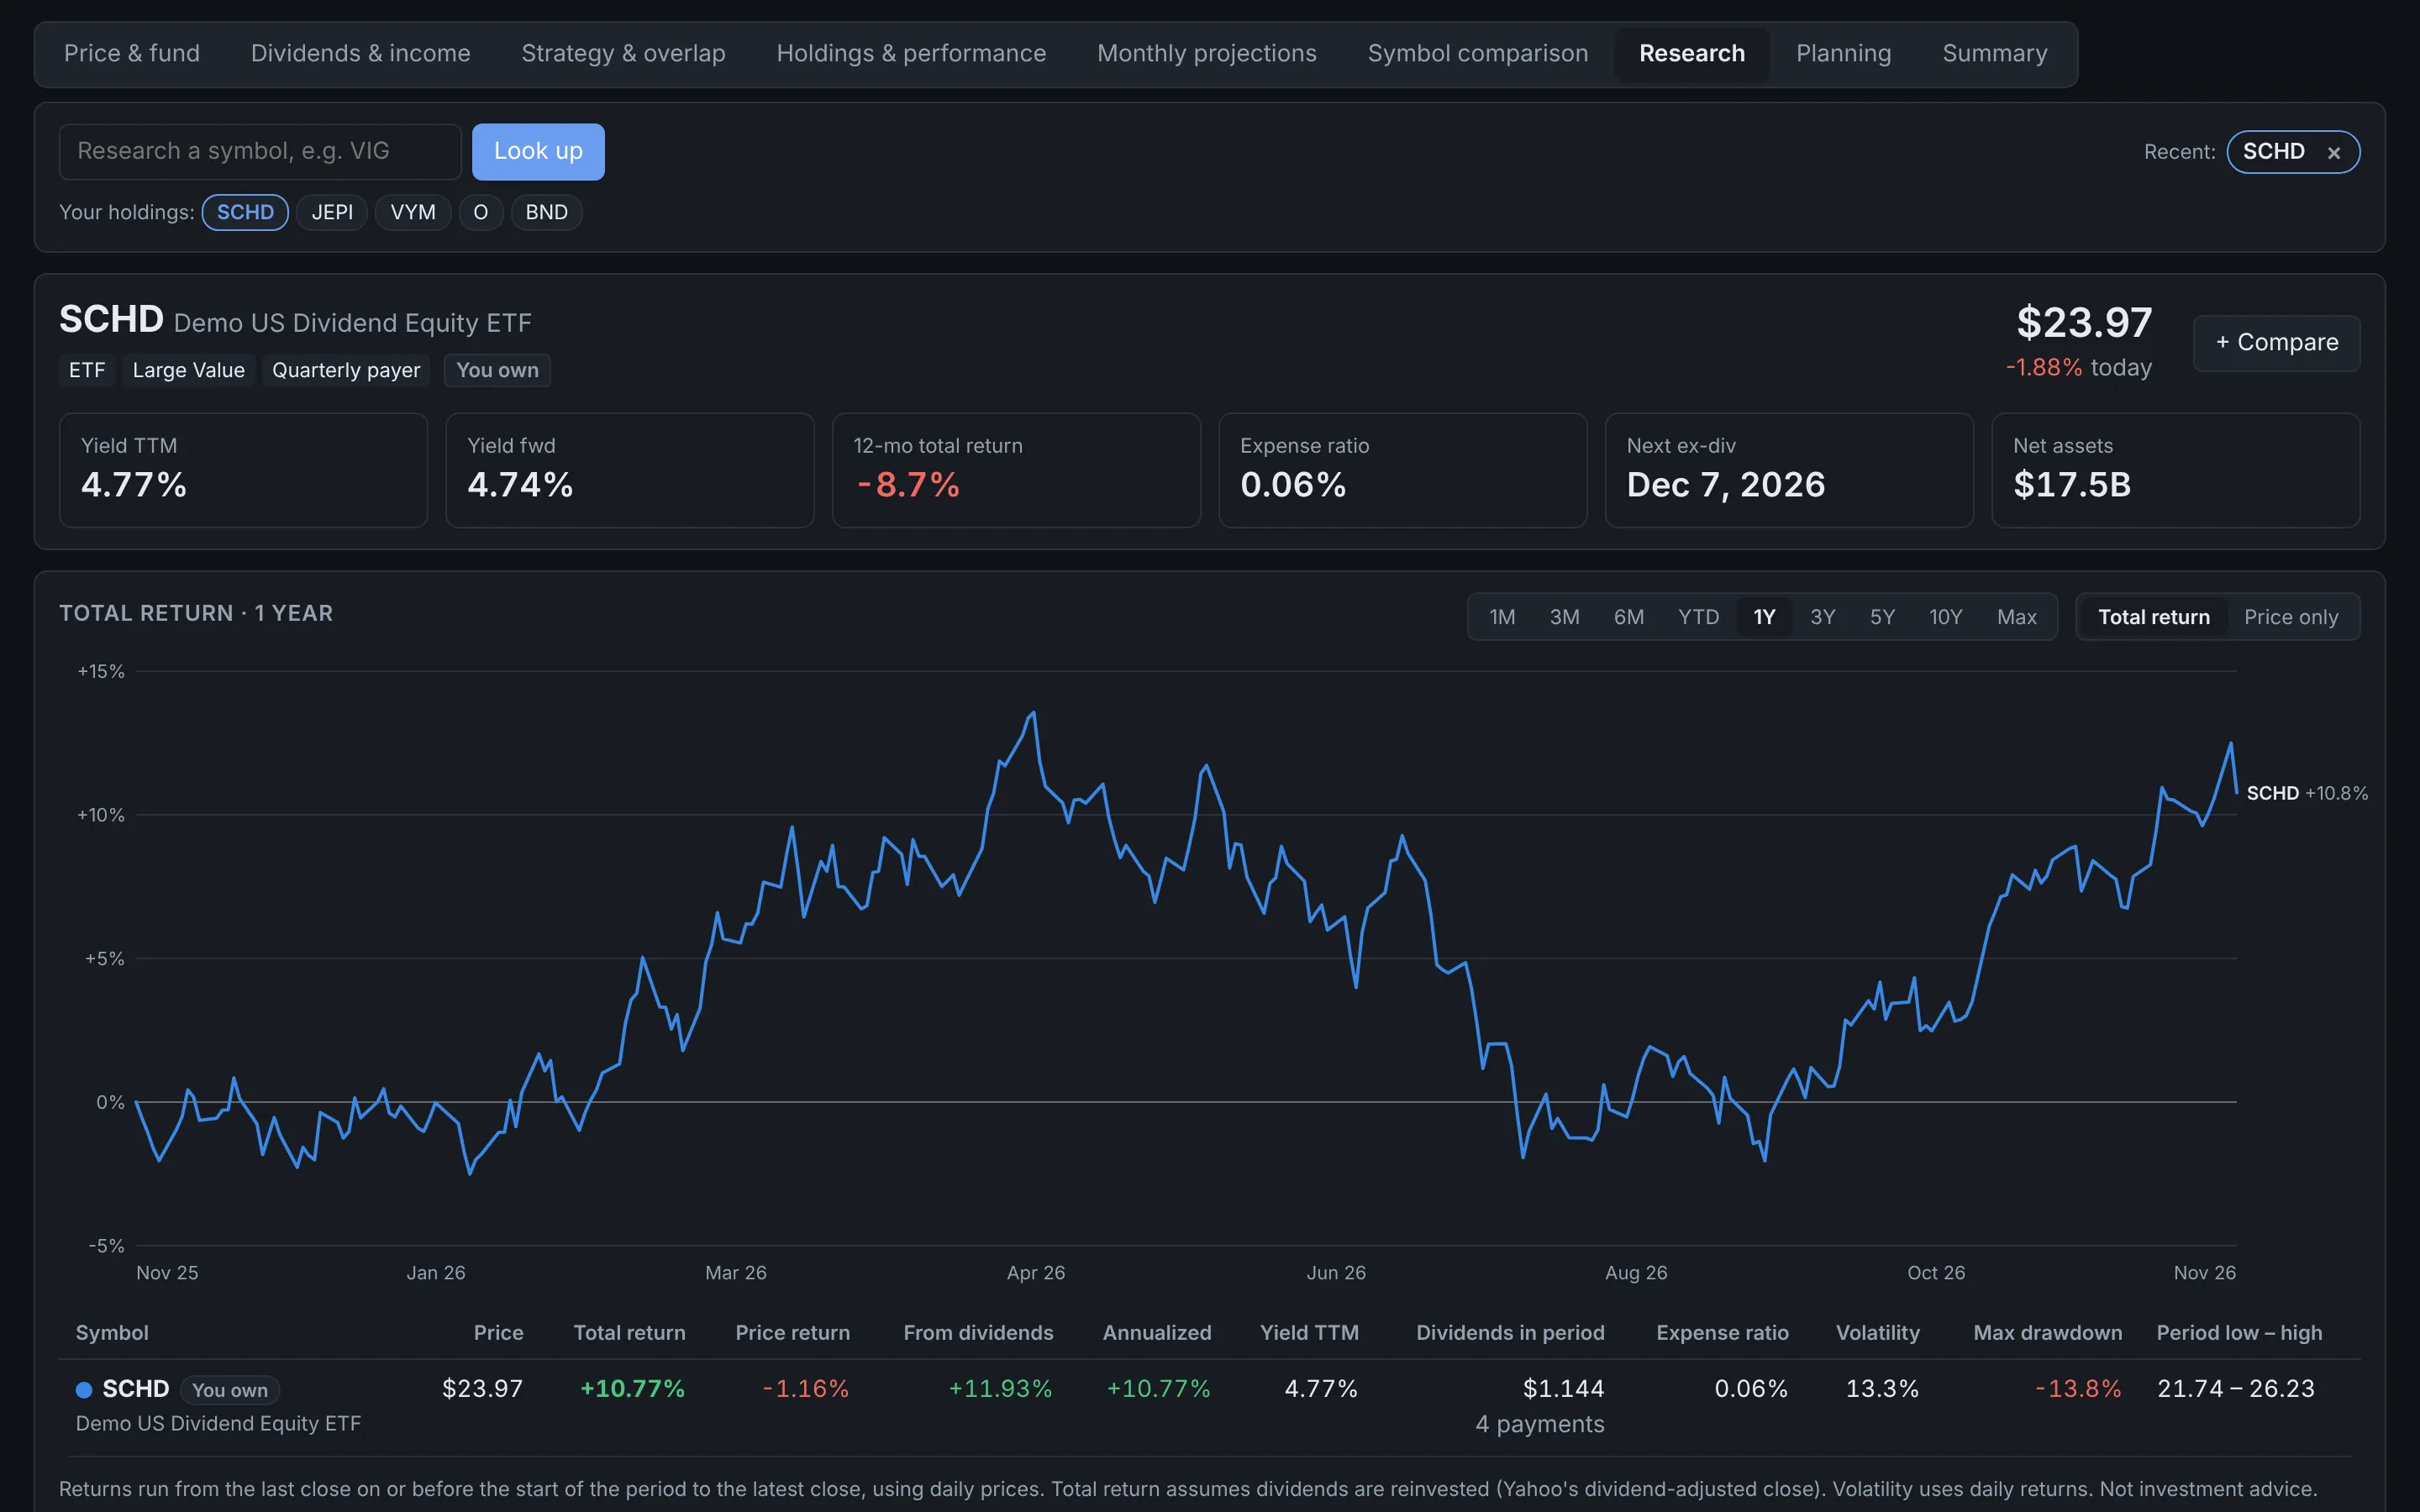 Price & fund Dividends & income Strategy & overlap Holdings & performance Monthly projections Symbol comparison Research Planning Summary
Research a symbol, e.g. VIG Look up Recent: SCHD ×
Your holdings: SCHD JEPI VYM O BND
SCHD Demo US Dividend Equity ETF
ETF Large Value Quarterly payer You own
$23.97
-1.88% today
+ Compare
Yield TTM
4.77%
Yield fwd
4.74%
12-mo total return
-8.7%
Expense ratio
0.06%
Next ex-div
Dec 7, 2026
Net assets
$17.5B
TOTAL RETURN · 1 YEAR 1M 3M 6M YTD 1Y 3Y 5Y 10Y Max Total return Price only
+15%
SCHD +10.8%
+10%
+5%
0%
-5%
Nov 25 Jan 26 Mar 26 Apr 26 Jun 26 Aug 26 Oct 26 Nov 26
Symbol Price Total return Price return From dividends Annualized Yield TTM Dividends in period Expense ratio Volatility Max drawdown Period low – high
SCHD You own $23.97 +10.77% -1.16% +11.93% +10.77% 4.77% $1.144 0.06% 13.3% -13.8% 21.74 – 26.23
Demo US Dividend Equity ETF 4 payments
Returns run from the last close on or before the start of the period to the latest close, using daily prices. Total return assumes dividends are reinvested (Yahoo's dividend-adjusted close). Volatility uses daily returns. Not investment advice.